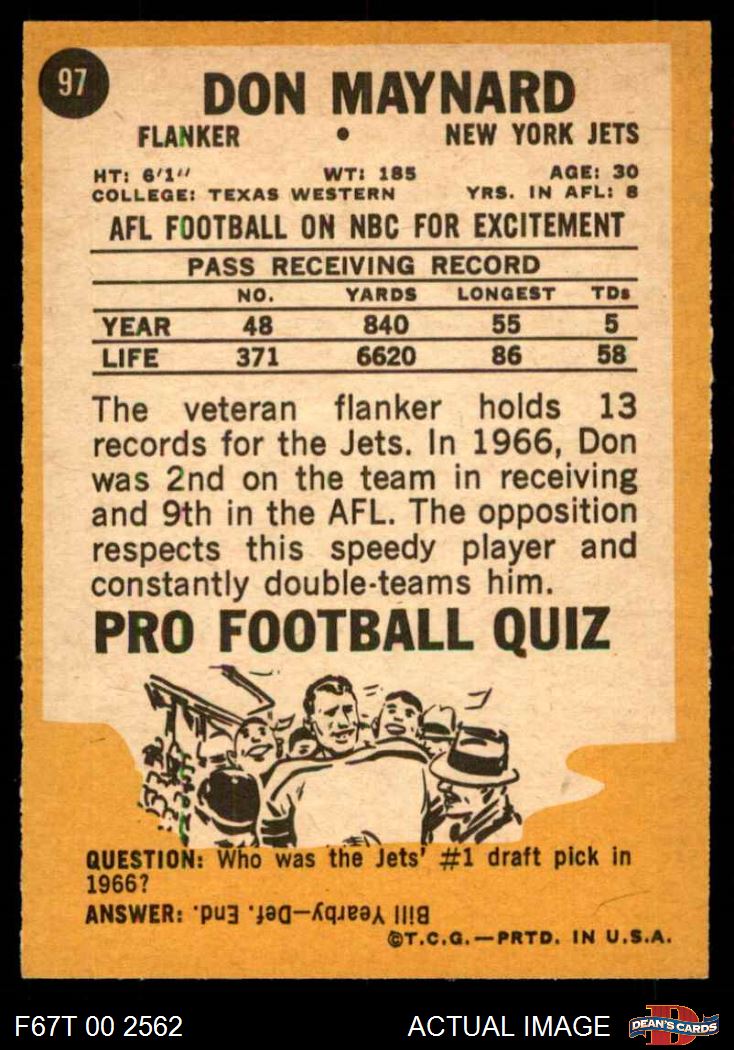 97
DON MAYNARD
FLANKER • NEW YORK JETS
HT: 6'1" WT: 185 AGE: 30
COLLEGE: TEXAS WESTERN YRS. IN AFL: 8
AFL FOOTBALL ON NBC FOR EXCITEMENT
PASS RECEIVING RECORD
NO. YARDS LONGEST TDs
YEAR 48 840 55 5
LIFE 371 6620 86 58
The veteran flanker holds 13
records for the Jets. In 1966, Don
was 2nd on the team in receiving
and 9th in the AFL. The opposition
respects this speedy player and
constantly double-teams him.
PRO FOOTBALL QUIZ
QUESTION: Who was the Jets' #1 draft pick in
1966?
ANSWER: Bill Yearby—Def. End.
©T.C.G.—PRTD. IN U.S.A.
F67T 00 2562 ACTUAL IMAGE D DEAN'S CARDS